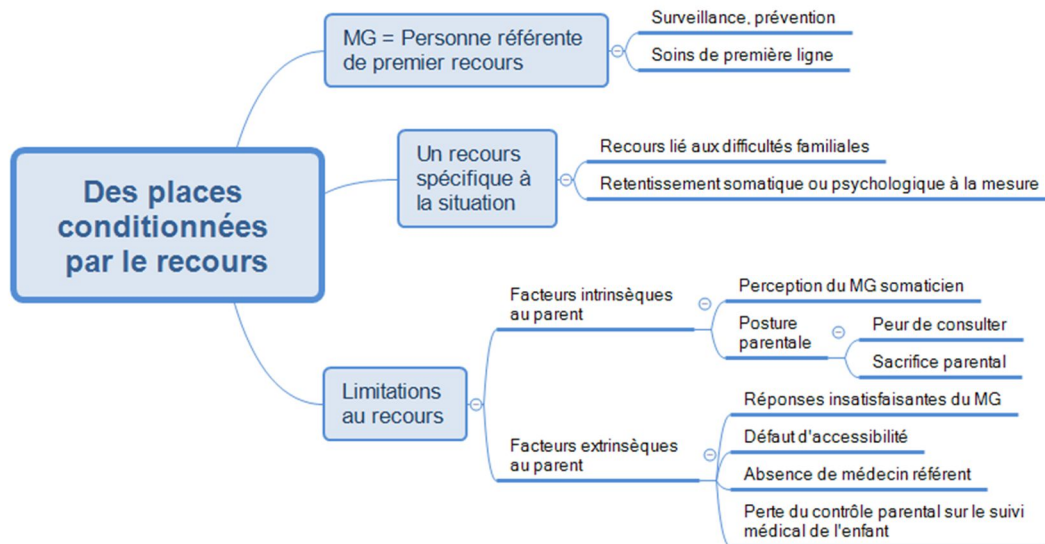 Des places
conditionnées
par le recours
MG = Personne référente
de premier recours
Surveillance, prévention
Soins de première ligne
Un recours
spécifique à
la situation
Recours lié aux difficultés familiales
Retentissement somatique ou psychologique à la mesure
Limitations
au recours
Facteurs intrinsèques
au parent
Perception du MG somaticien
Posture
parentale
Peur de consulter
Sacrifice parental
Facteurs extrinsèques
au parent
Réponses insatisfaisantes du MG
Défaut d'accessibilité
Absence de médecin référent
Perte du contrôle parental sur le suivi
médical de l'enfant